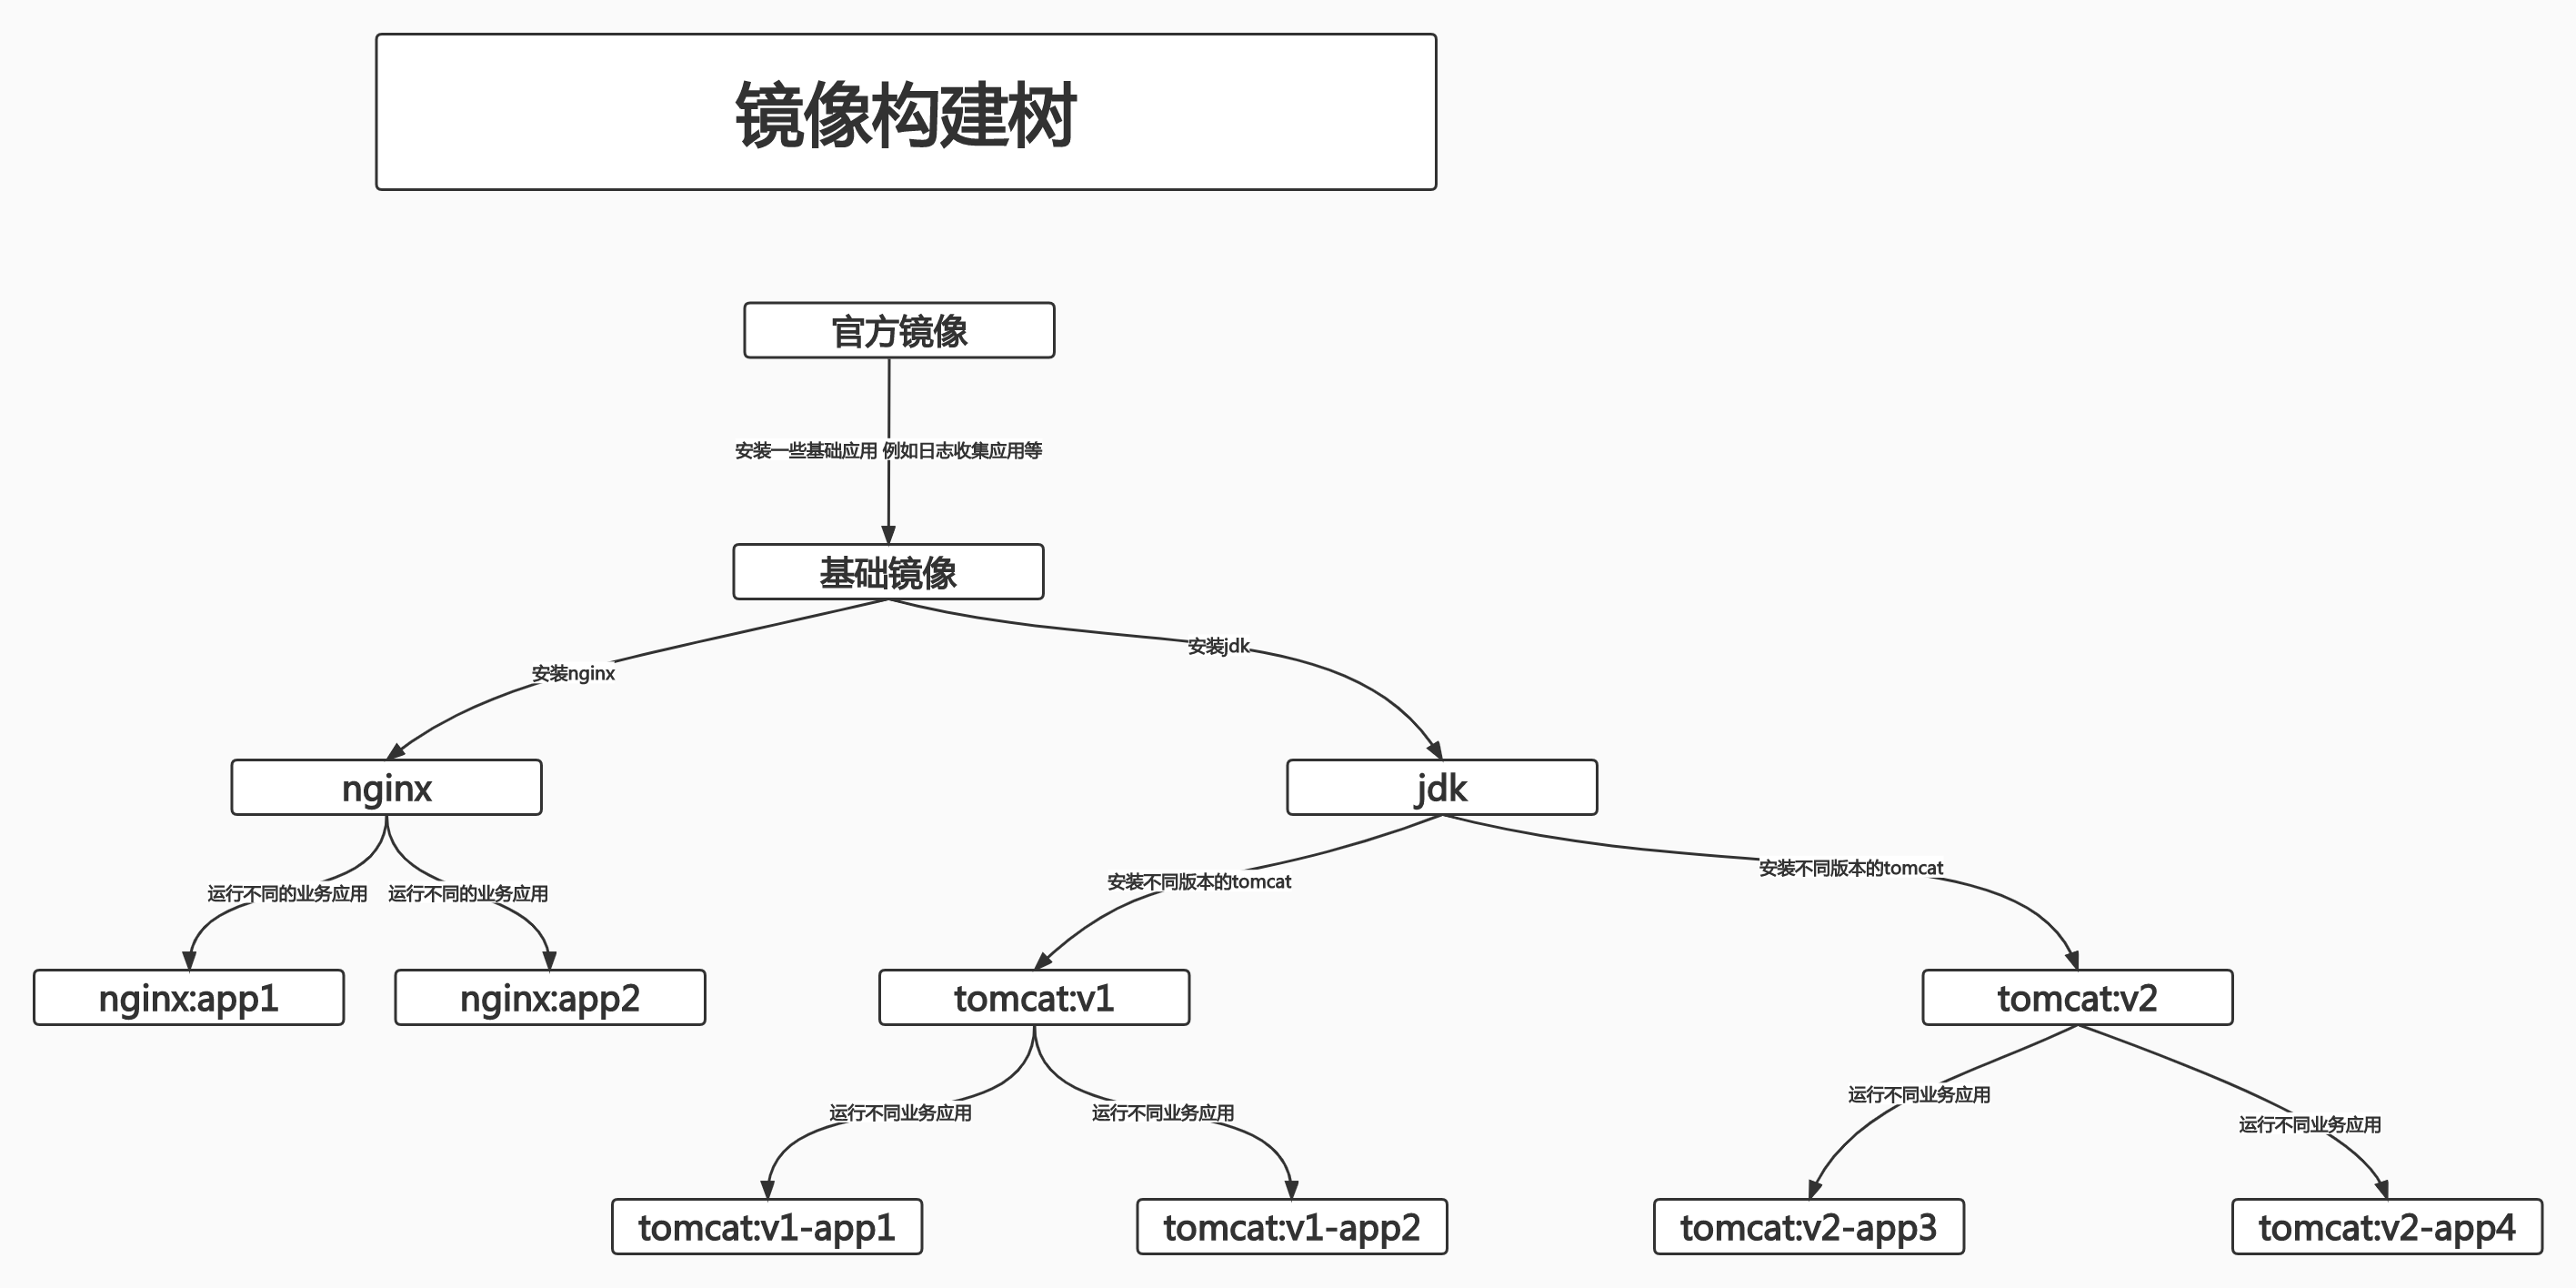 镜像构建树
官方镜像
安装一些基础应用 例如日志收集应用等
基础镜像
安装nginx
安装jdk
nginx
jdk
运行不同的业务应用
运行不同的业务应用
安装不同版本的tomcat
安装不同版本的tomcat
nginx:app1
nginx:app2
tomcat:v1
tomcat:v2
运行不同业务应用
运行不同业务应用
运行不同业务应用
运行不同业务应用
tomcat:v1-app1
tomcat:v1-app2
tomcat:v2-app3
tomcat:v2-app4